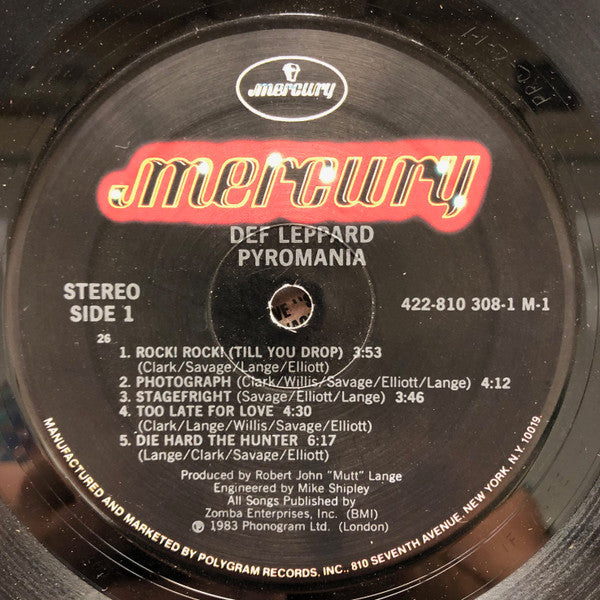 mercury
mercury
DEF LEPPARD
PYROMANIA
STEREO
SIDE 1
422-810 308-1 M-1
26
1. ROCK! ROCK! (TILL YOU DROP) 3:53
(Clark/Savage/Lange/Elliott)
2. PHOTOGRAPH (Clark/Willis/Savage/Elliott/Lange) 4:12
3. STAGEFRIGHT (Savage/Elliott/Lange) 3:46
4. TOO LATE FOR LOVE 4:30
(Clark/Lange/Willis/Savage/Elliott)
5. DIE HARD THE HUNTER 6:17
(Lange/Clark/Savage/Elliott)
Produced by Robert John "Mutt" Lange
Engineered by Mike Shipley
All Songs Published by
Zomba Enterprises, Inc. (BMI)
℗ 1983 Phonogram Ltd. (London)
MANUFACTURED AND MARKETED BY POLYGRAM RECORDS, INC., 810 SEVENTH AVENUE, NEW YORK, N.Y. 10019